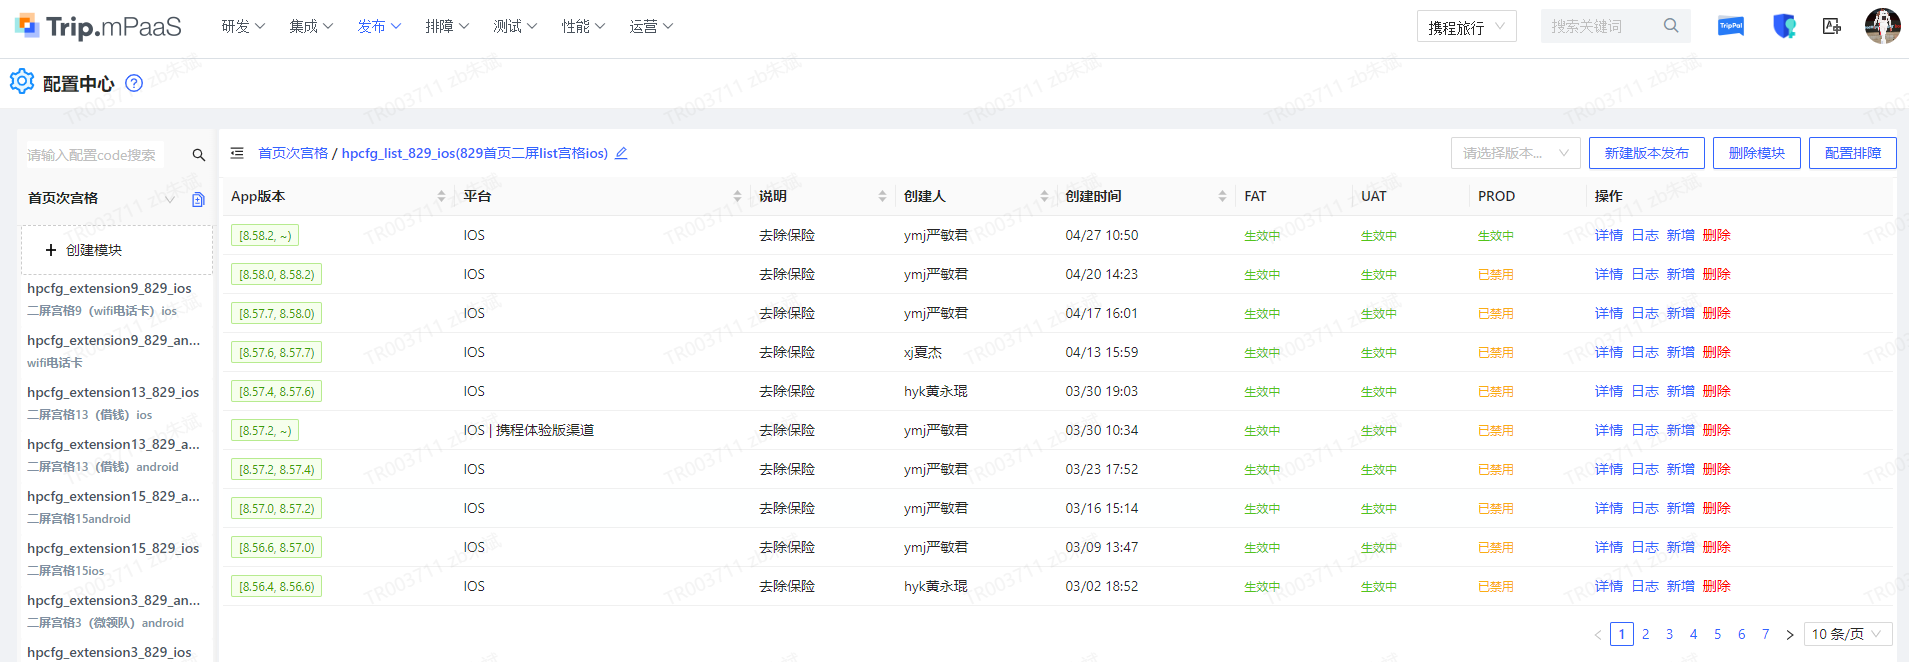 Trip.mPaaS 研发 集成 发布 排障 测试 性能 运营 携程旅行 搜索关键词 TripPal
配置中心
请输入配置code搜索
首页次宫格
创建模块
hpcfg_extension9_829_ios
二屏宫格9（wifi电话卡）ios
hpcfg_extension9_829_an...
wifi电话卡
hpcfg_extension13_829_ios
二屏宫格13（借钱）ios
hpcfg_extension13_829_a...
二屏宫格13（借钱）android
hpcfg_extension15_829_a...
二屏宫格15android
hpcfg_extension15_829_ios
二屏宫格15ios
hpcfg_extension3_829_an...
二屏宫格3（微领队）android
hpcfg_extension3_829_ios
首页次宫格 / hpcfg_list_829_ios(829首页二屏list宫格ios) 请选择版本... 新建版本发布 删除模块 配置排障
App版本 平台 说明 创建人 创建时间 FAT UAT PROD 操作
[8.58.2, ~) IOS 去除保险 ymj严敏君 04/27 10:50 生效中 生效中 生效中 详情 日志 新增 删除
[8.58.0, 8.58.2) IOS 去除保险 ymj严敏君 04/20 14:23 生效中 生效中 已禁用 详情 日志 新增 删除
[8.57.7, 8.58.0) IOS 去除保险 ymj严敏君 04/17 16:01 生效中 生效中 已禁用 详情 日志 新增 删除
[8.57.6, 8.57.7) IOS 去除保险 xj夏杰 04/13 15:59 生效中 生效中 已禁用 详情 日志 新增 删除
[8.57.4, 8.57.6) IOS 去除保险 hyk黄永琨 03/30 19:03 生效中 生效中 已禁用 详情 日志 新增 删除
[8.57.2, ~) IOS | 携程体验版渠道 去除保险 ymj严敏君 03/30 10:34 生效中 生效中 已禁用 详情 日志 新增 删除
[8.57.2, 8.57.4) IOS 去除保险 ymj严敏君 03/23 17:52 生效中 生效中 已禁用 详情 日志 新增 删除
[8.57.0, 8.57.2) IOS 去除保险 ymj严敏君 03/16 15:14 生效中 生效中 已禁用 详情 日志 新增 删除
[8.56.6, 8.57.0) IOS 去除保险 ymj严敏君 03/09 13:47 生效中 生效中 已禁用 详情 日志 新增 删除
[8.56.4, 8.56.6) IOS 去除保险 hyk黄永琨 03/02 18:52 生效中 生效中 已禁用 详情 日志 新增 删除
1 2 3 4 5 6 7 10 条/页
TR003711 zb朱斌